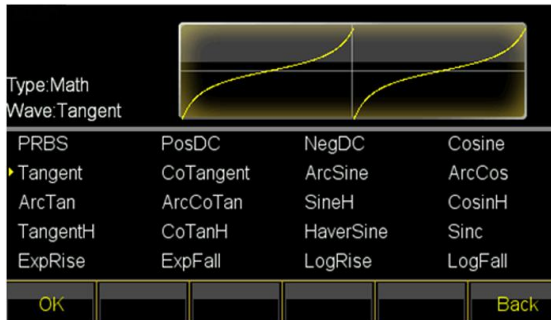 Type:Math
Wave:Tangent
PRBS PosDC NegDC Cosine
Tangent CoTangent ArcSine ArcCos
ArcTan ArcCoTan SineH CosinH
TangentH CoTanH HaverSine Sinc
ExpRise ExpFall LogRise LogFall
OK Back